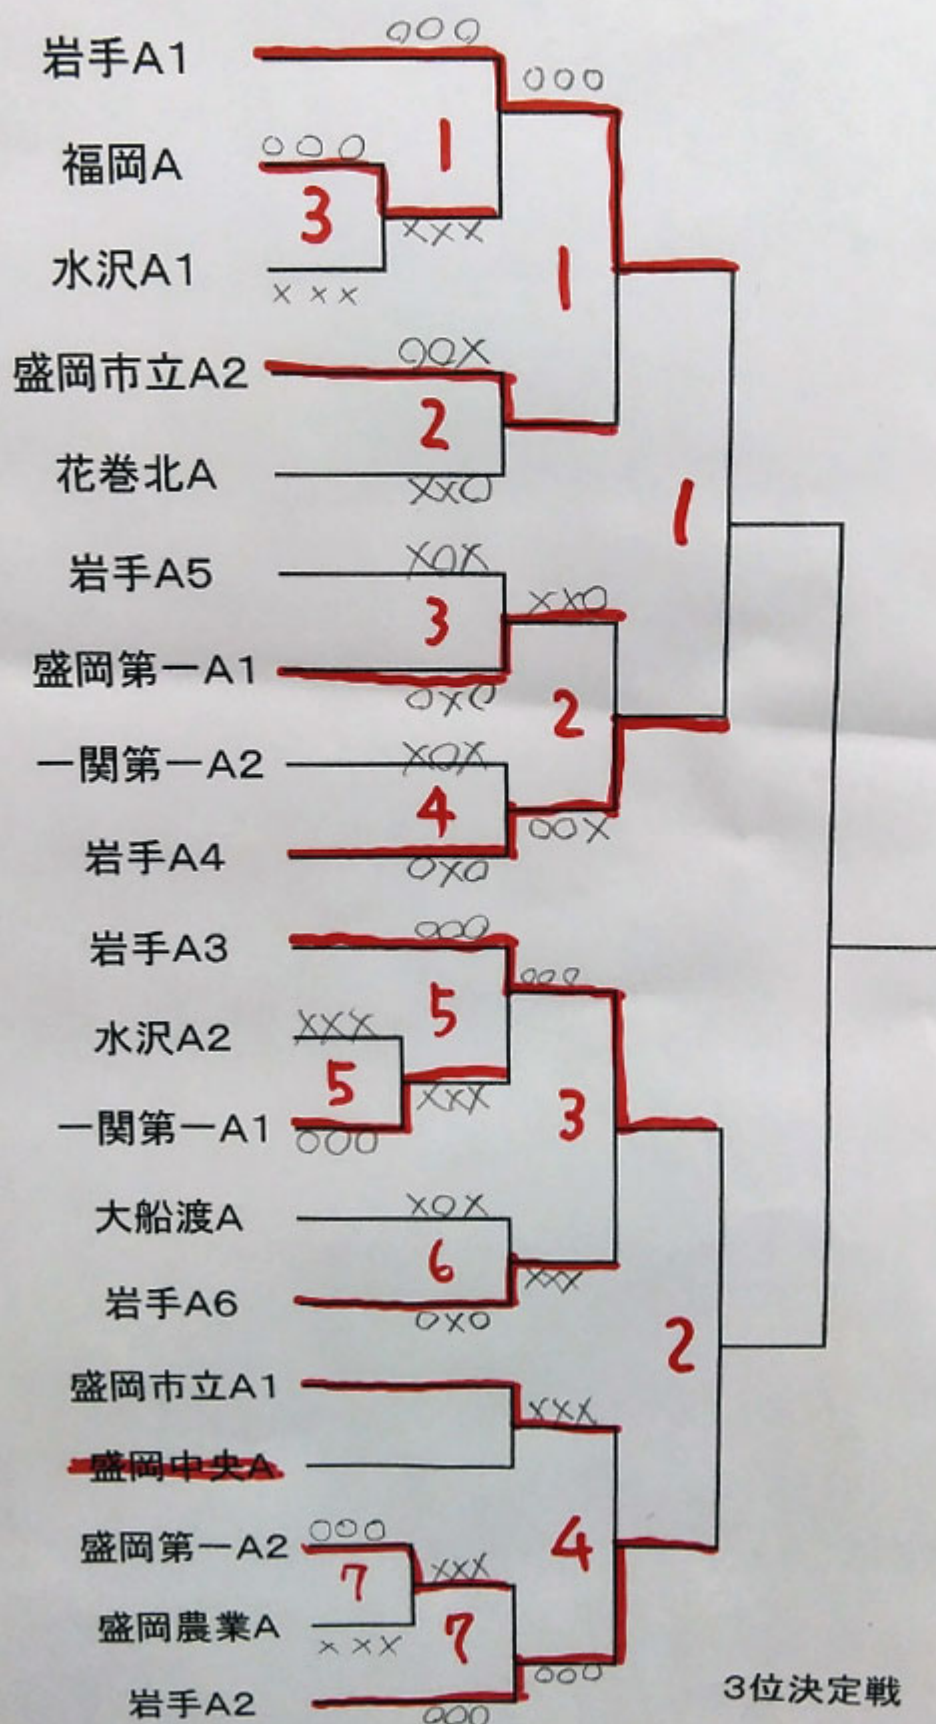 ○○○
岩手A1
○○○
1
○○○
福岡A
3
×××
水沢A1
×××
1
○○×
盛岡市立A2
2
花巻北A
××○
1
×○×
岩手A5
××○
3
盛岡第一A1
○×○
2
×○×
一関第一A2
4
○○×
岩手A4
○×○
○○○
岩手A3
○○○
5
×××
水沢A2
5
×××
3
一関第一A1
○○○
×○×
大船渡A
6
×××
岩手A6
○×○
2
盛岡市立A1
×××
盛岡中央A
○○○
盛岡第一A2
4
7
×××
盛岡農業A
×××
7
○○○
岩手A2
○○○
3位決定戦